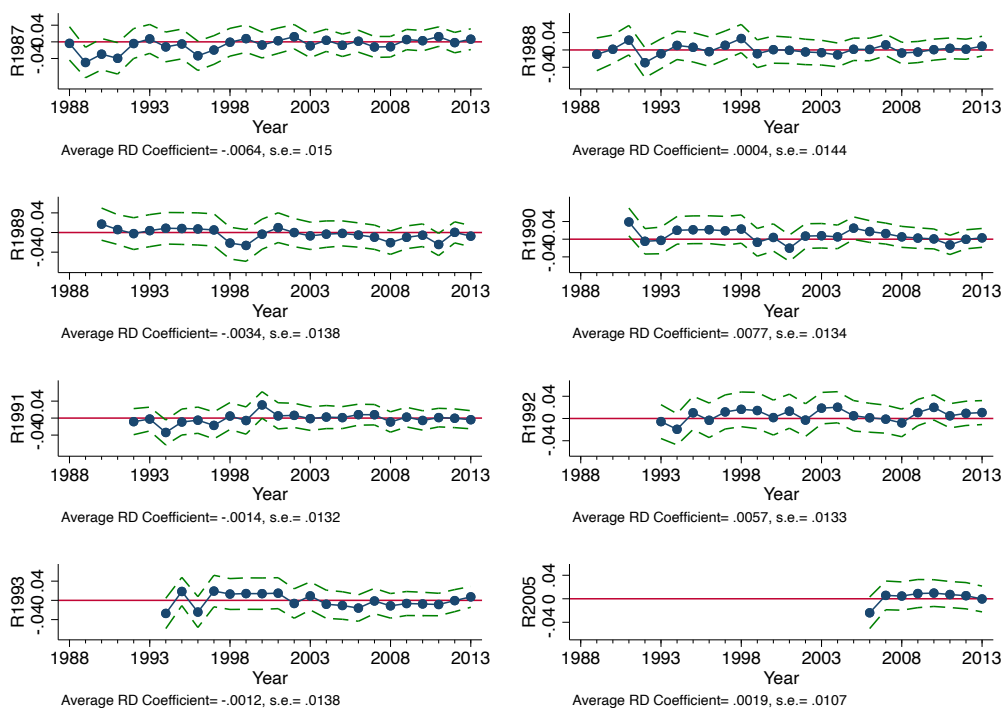 R1987
-.04 0 .04
1988 1993 1998 2003 2008 2013
Year
Average RD Coefficient= -.0064, s.e.= .015
R1988
-.04 0 .04
1988 1993 1998 2003 2008 2013
Year
Average RD Coefficient= .0004, s.e.= .0144
R1989
-.04 0 .04
1988 1993 1998 2003 2008 2013
Year
Average RD Coefficient= -.0034, s.e.= .0138
R1990
-.04 0 .04
1988 1993 1998 2003 2008 2013
Year
Average RD Coefficient= .0077, s.e.= .0134
R1991
-.04 0 .04
1988 1993 1998 2003 2008 2013
Year
Average RD Coefficient= -.0014, s.e.= .0132
R1992
-.04 0 .04
1988 1993 1998 2003 2008 2013
Year
Average RD Coefficient= .0057, s.e.= .0133
R1993
-.04 0 .04
1988 1993 1998 2003 2008 2013
Year
Average RD Coefficient= -.0012, s.e.= .0138
R2005
-.04 0 .04
1988 1993 1998 2003 2008 2013
Year
Average RD Coefficient= .0019, s.e.= .0107